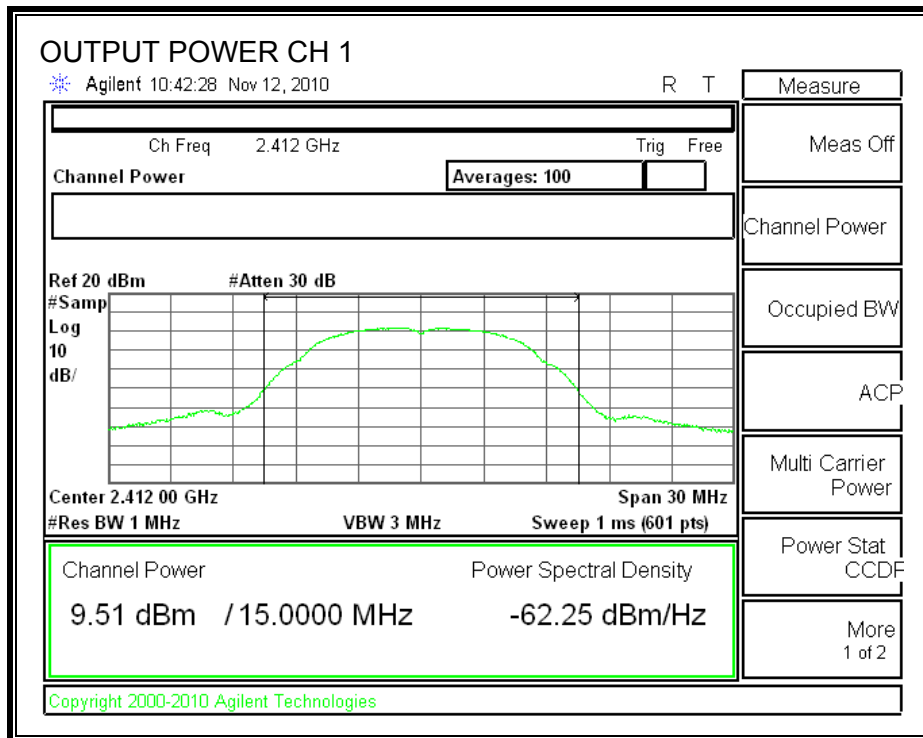 OUTPUT POWER CH 1
Agilent 10:42:28 Nov 12, 2010 R T
Ch Freq 2.412 GHz Trig Free
Channel Power Averages: 100
Ref 20 dBm #Atten 30 dB
#Samp
Log
10
dB/
Center 2.412 00 GHz Span 30 MHz
#Res BW 1 MHz VBW 3 MHz Sweep 1 ms (601 pts)
Channel Power Power Spectral Density
9.51 dBm / 15.0000 MHz -62.25 dBm/Hz
Copyright 2000-2010 Agilent Technologies
Measure
Meas Off
Channel Power
Occupied BW
ACP
Multi Carrier
Power
Power Stat
CCDF
More
1 of 2